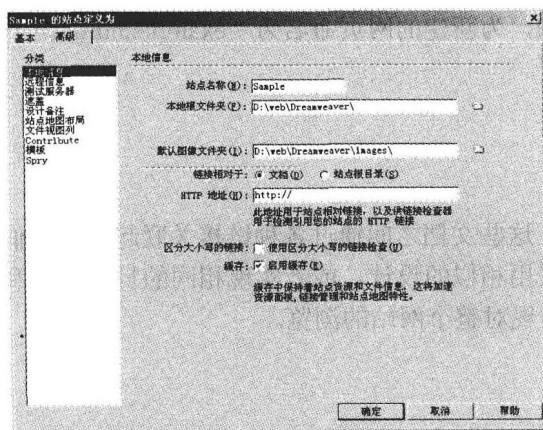 Sample 的站点定义为
基本 高级
分类
本地信息
远程信息
测试服务器
遮盖
设计备注
站点地图布局
文件视图列
Contribute
模板
Spry
本地信息
站点名称(N): Sample
本地根文件夹(F): D:\web\Dreamweaver\
默认图像文件夹(I): D:\web\Dreamweaver\images\
链接相对于: 文档(D) 站点根目录(S)
HTTP 地址(H): http://
此地址用于站点相对链接，以及供链接检查器
用于检测引用您的站点的 HTTP 链接
区分大小写的链接: 使用区分大小写的链接检查(U)
缓存: 启用缓存(E)
缓存中保持着站点资源和文件信息。这将加速
资源面板,链接管理和站点地图特性。
确定 取消 帮助